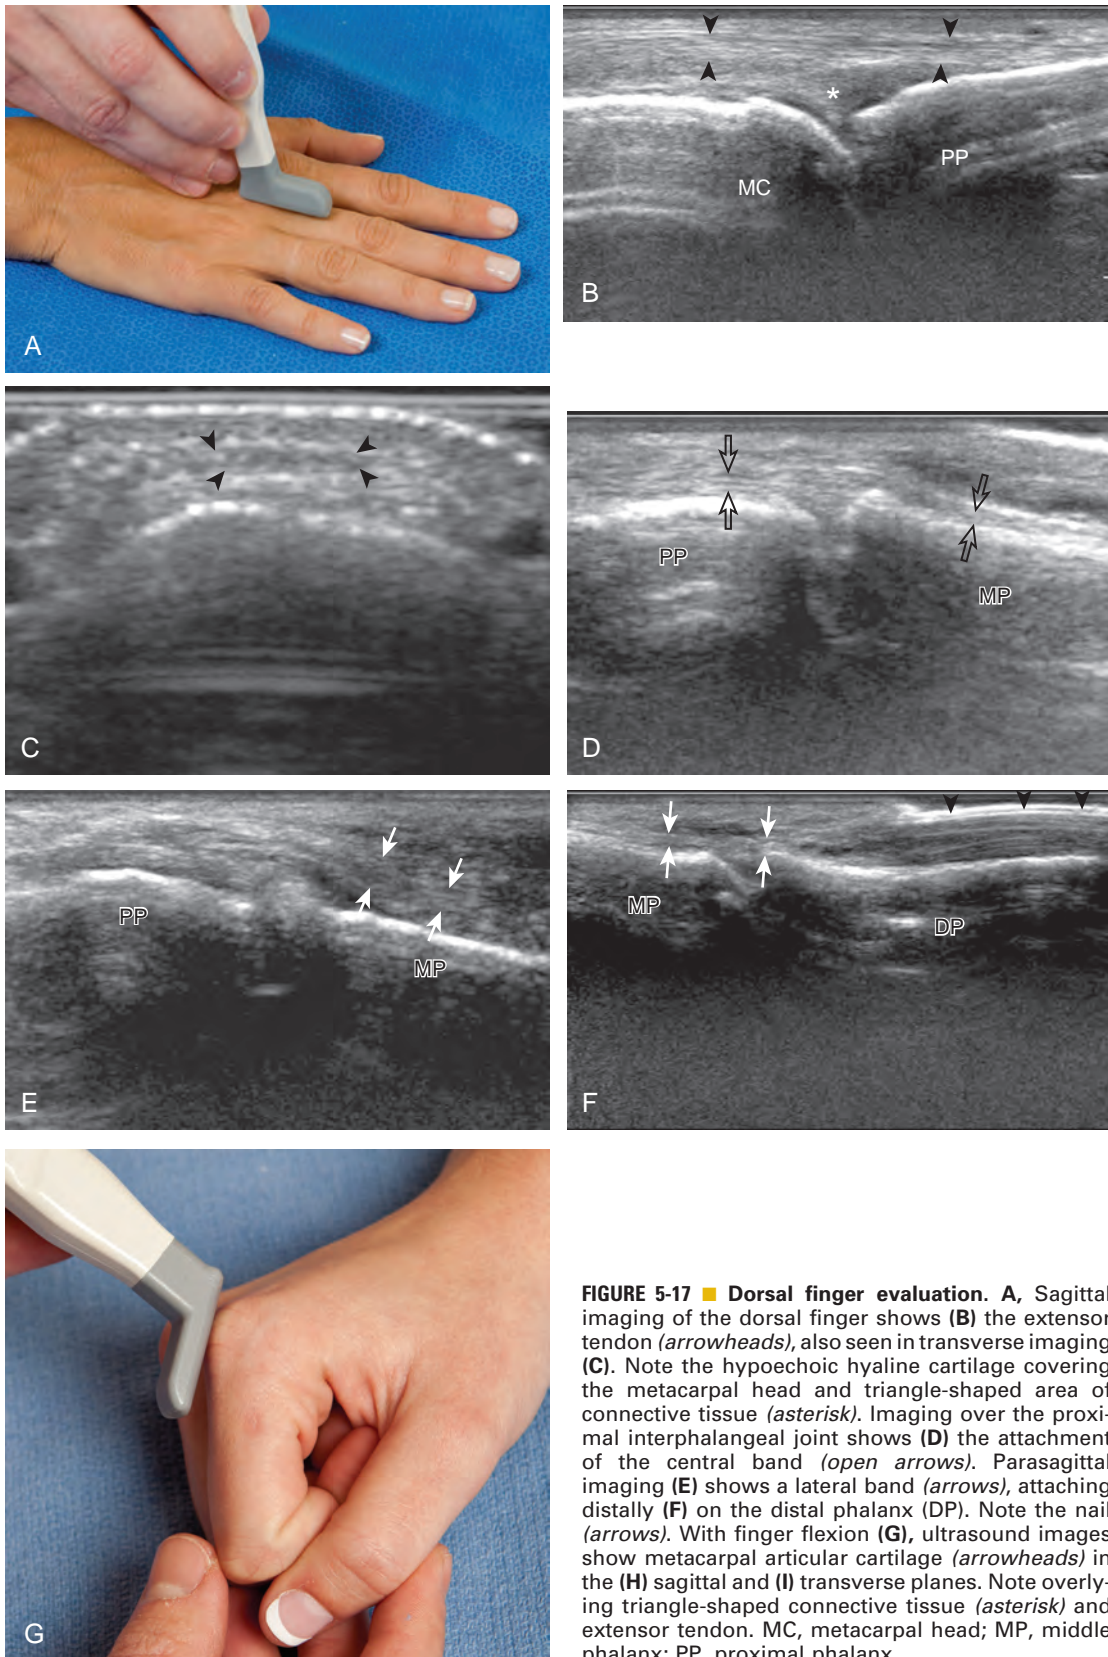 A
*
MC
PP
B
C
PP
MP
D
PP
MP
E
MP
DP
F
G
FIGURE 5-17 ■ Dorsal finger evaluation. A, Sagittal
imaging of the dorsal finger shows (B) the extensor
tendon (arrowheads), also seen in transverse imaging
(C). Note the hypoechoic hyaline cartilage covering
the metacarpal head and triangle-shaped area of
connective tissue (asterisk). Imaging over the proxi-
mal interphalangeal joint shows (D) the attachment
of the central band (open arrows). Parasagittal
imaging (E) shows a lateral band (arrows), attaching
distally (F) on the distal phalanx (DP). Note the nail
(arrows). With finger flexion (G), ultrasound images
show metacarpal articular cartilage (arrowheads) in
the (H) sagittal and (I) transverse planes. Note overly-
ing triangle-shaped connective tissue (asterisk) and
extensor tendon. MC, metacarpal head; MP, middle
phalanx; PP, proximal phalanx.